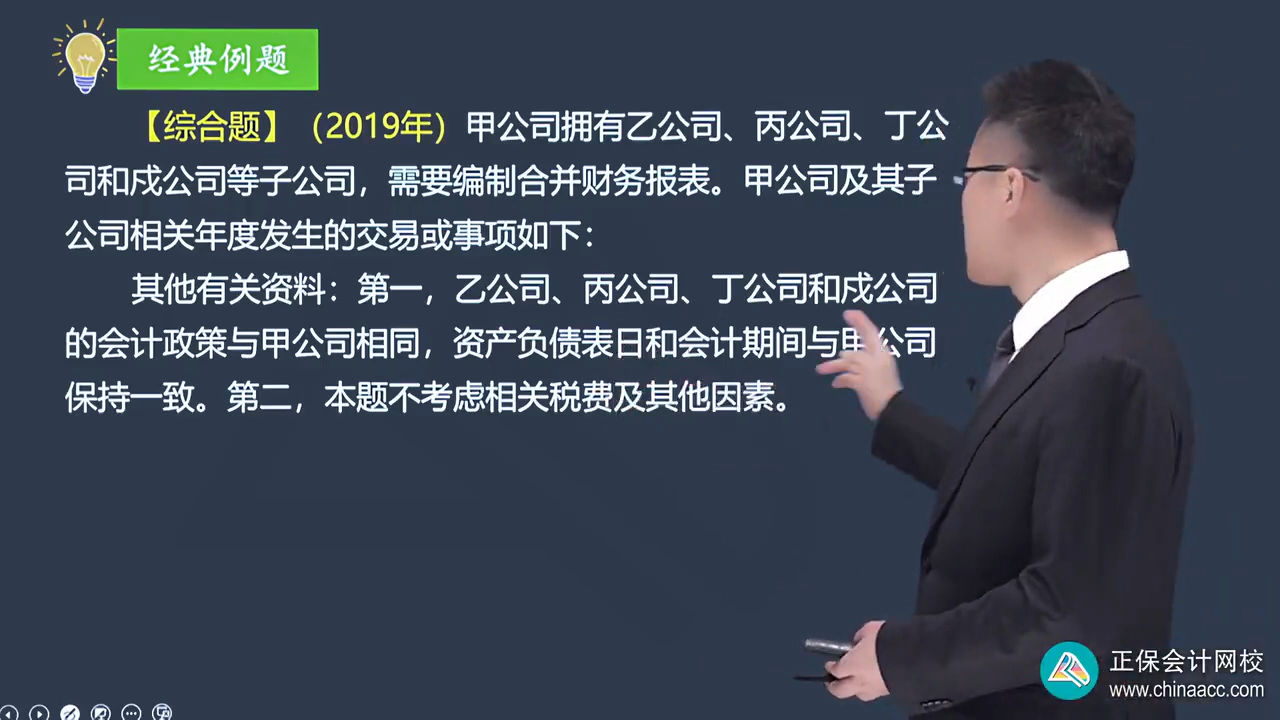 经典例题
【综合题】（2019年）甲公司拥有乙公司、丙公司、丁公
司和戍公司等子公司，需要编制合并财务报表。甲公司及其子
公司相关年度发生的交易或事项如下：
其他有关资料：第一，乙公司、丙公司、丁公司和戍公司
的会计政策与甲公司相同，资产负债表日和会计期间与甲公司
保持一致。第二，本题不考虑相关税费及其他因素。
正保会计网校
www.chinaacc.com